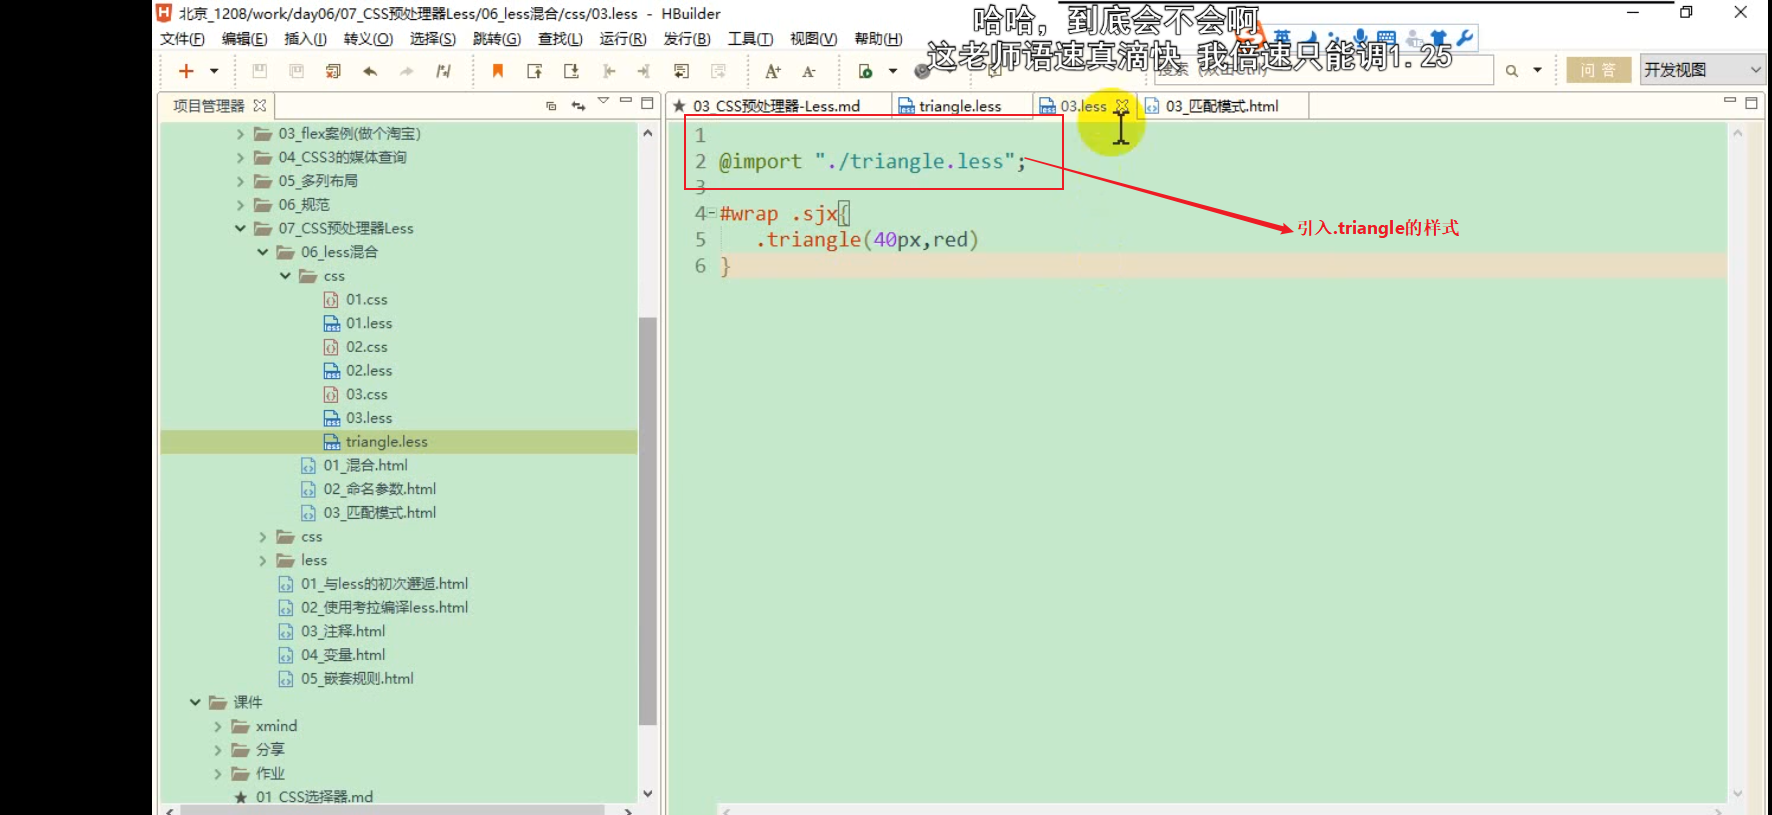 北京_1208/work/day06/07_CSS预处理器Less/06_less混合/css/03.less - HBuilder
哈哈，到底会不会啊
文件(F) 编辑(E) 插入(I) 转义(O) 选择(S) 跳转(G) 查找(L) 运行(R) 发行(B) 工具(T) 视图(V) 帮助(H)
英
这老师语速真滴快 我倍速只能调1.25
问 答
开发视图
项目管理器
03_CSS预处理器-Less.md
triangle.less
03.less
03_匹配模式.html
03_flex案例(做个淘宝)
04_CSS3的媒体查询
05_多列布局
06_规范
07_CSS预处理器Less
06_less混合
css
01.css
01.less
02.css
02.less
03.css
03.less
triangle.less
01_混合.html
02_命名参数.html
03_匹配模式.html
css
less
01_与less的初次邂逅.html
02_使用考拉编译less.html
03_注释.html
04_变量.html
05_嵌套规则.html
课件
xmind
分享
作业
01 CSS选择器.md
1
2 @import "./triangle.less";
3
4 #wrap .sjx{
5 .triangle(40px,red)
6 }
引入.triangle的样式